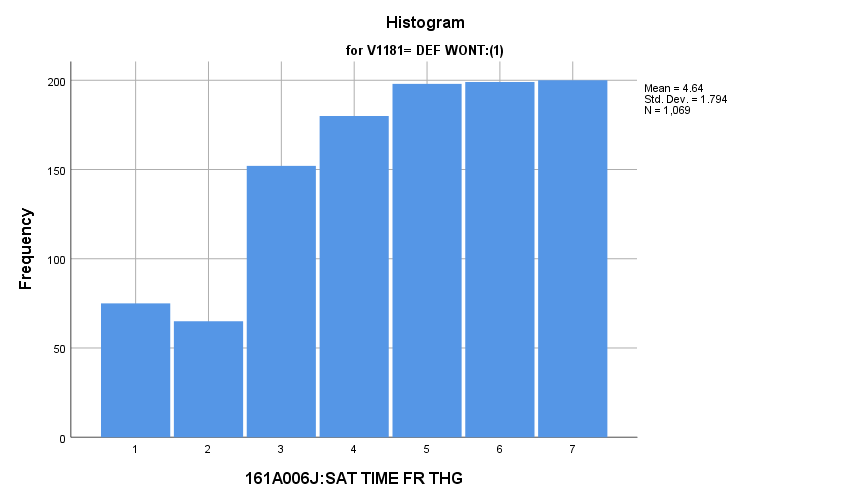 Histogram
for V1181= DEF WONT:(1)
Mean = 4.64
Std. Dev. = 1.794
N = 1,069
Frequency
200
150
100
50
0
1 2 3 4 5 6 7
161A006J:SAT TIME FR THG